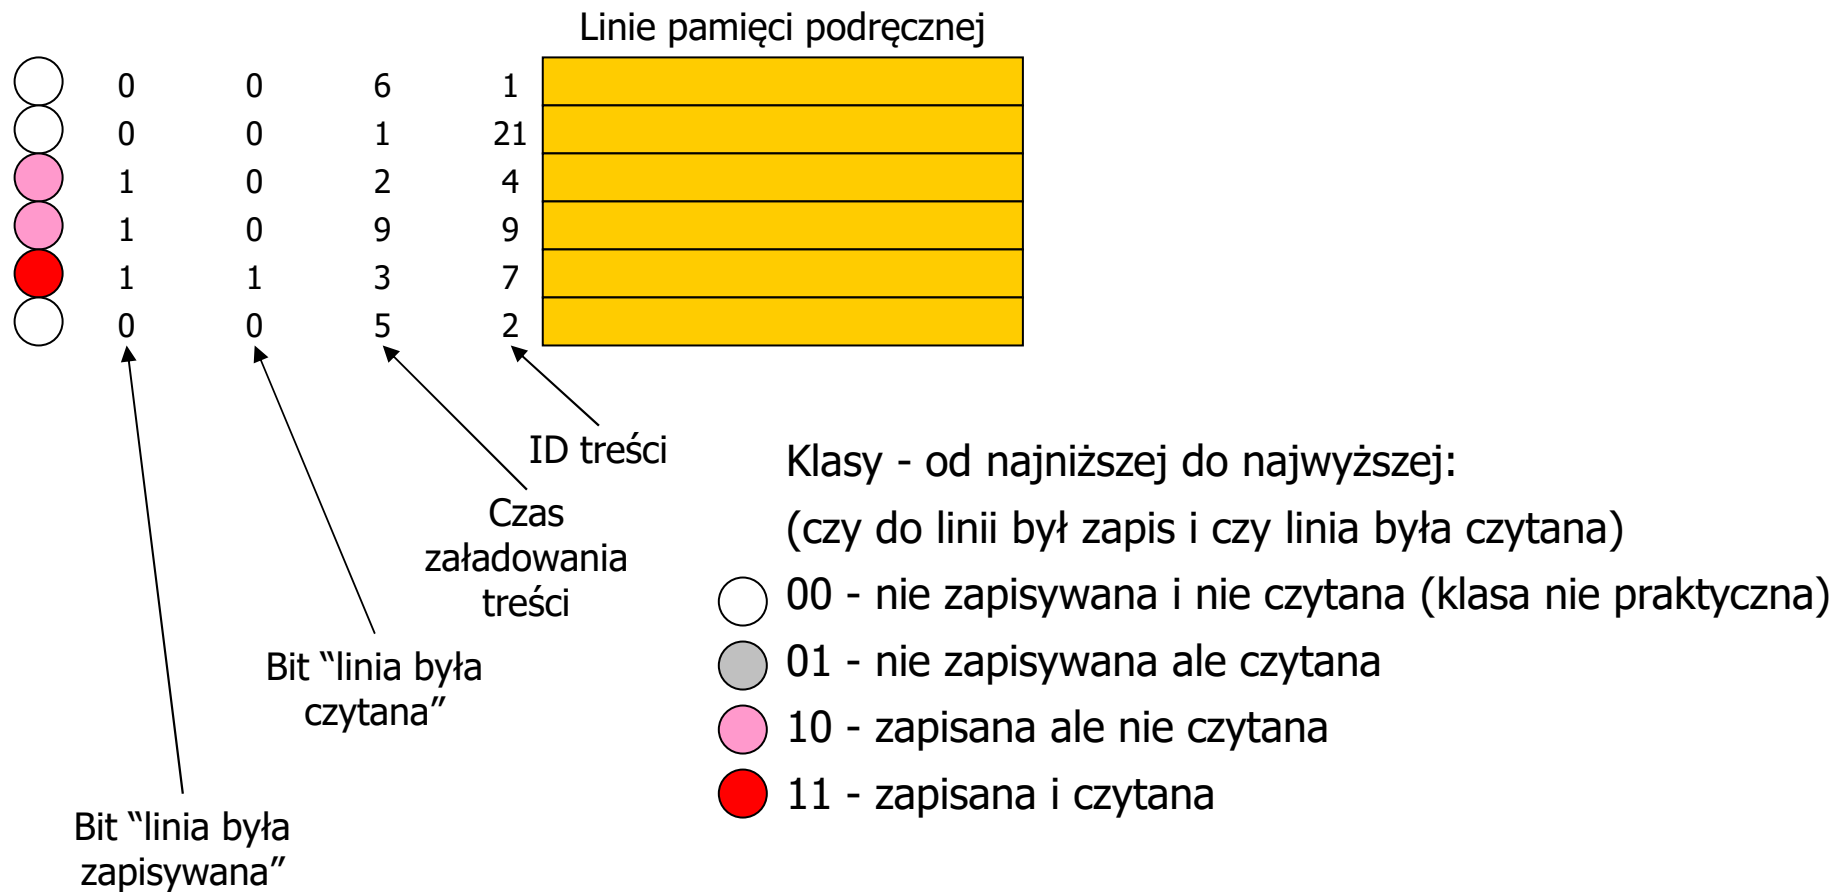 Linie pamięci podręcznej
0 0 6 1
0 0 1 21
1 0 2 4
1 0 9 9
1 1 3 7
0 0 5 2
ID treści
Czas
załadowania
treści
Bit “linia była
czytana”
Bit “linia była
zapisywana”
Klasy - od najniższej do najwyższej:
(czy do linii był zapis i czy linia była czytana)
00 - nie zapisywana i nie czytana (klasa nie praktyczna)
01 - nie zapisywana ale czytana
10 - zapisana ale nie czytana
11 - zapisana i czytana